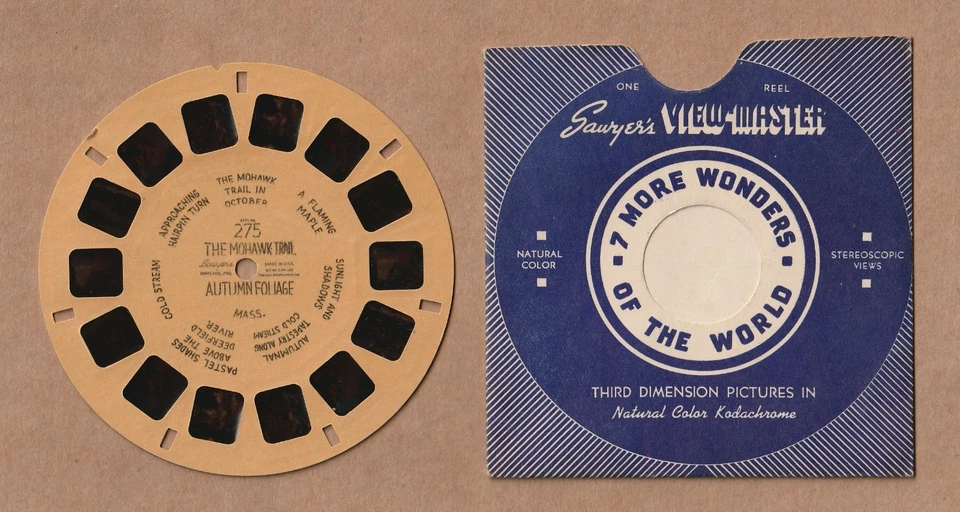 THE MOHAWK
TRAIL IN
OCTOBER
A FLAMING
MAPLE
SUNLIGHT AND
SHADOWS
AUTUMNAL
TAPESTRY ALONG
COLD STREAM
PASTEL SHADES
ABOVE THE
DEERFIELD
RIVER
COLD STREAM
APPROACHING
HAIRPIN TURN
275
THE MOHAWK TRAIL
Sawyer's
MADE IN U.S.A.
PORTLAND, ORE.
AUTUMN FOLIAGE
MASS.
ONE REEL
Sawyer's VIEW-MASTER
7 MORE WONDERS
OF THE WORLD
NATURAL
COLOR
STEREOSCOPIC
VIEWS
THIRD DIMENSION PICTURES IN
Natural Color Kodachrome